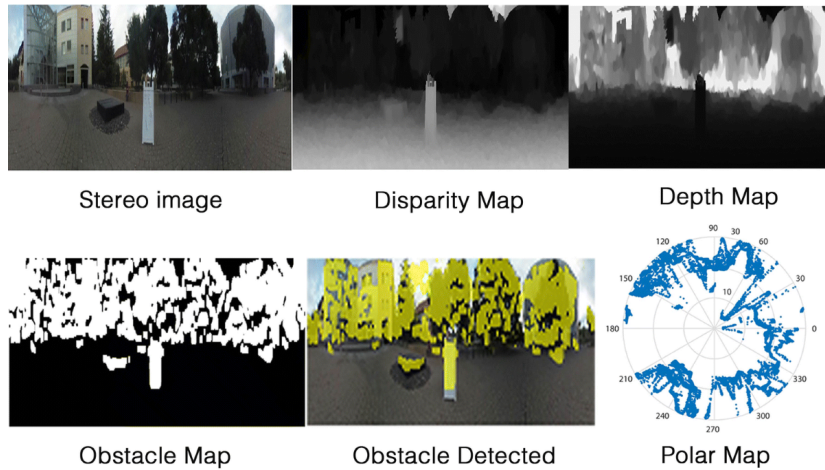 Stereo image
Disparity Map
Depth Map
90
30
120
60
150
30
10
180
0
210
330
240
300
270
Obstacle Map
Obstacle Detected
Polar Map